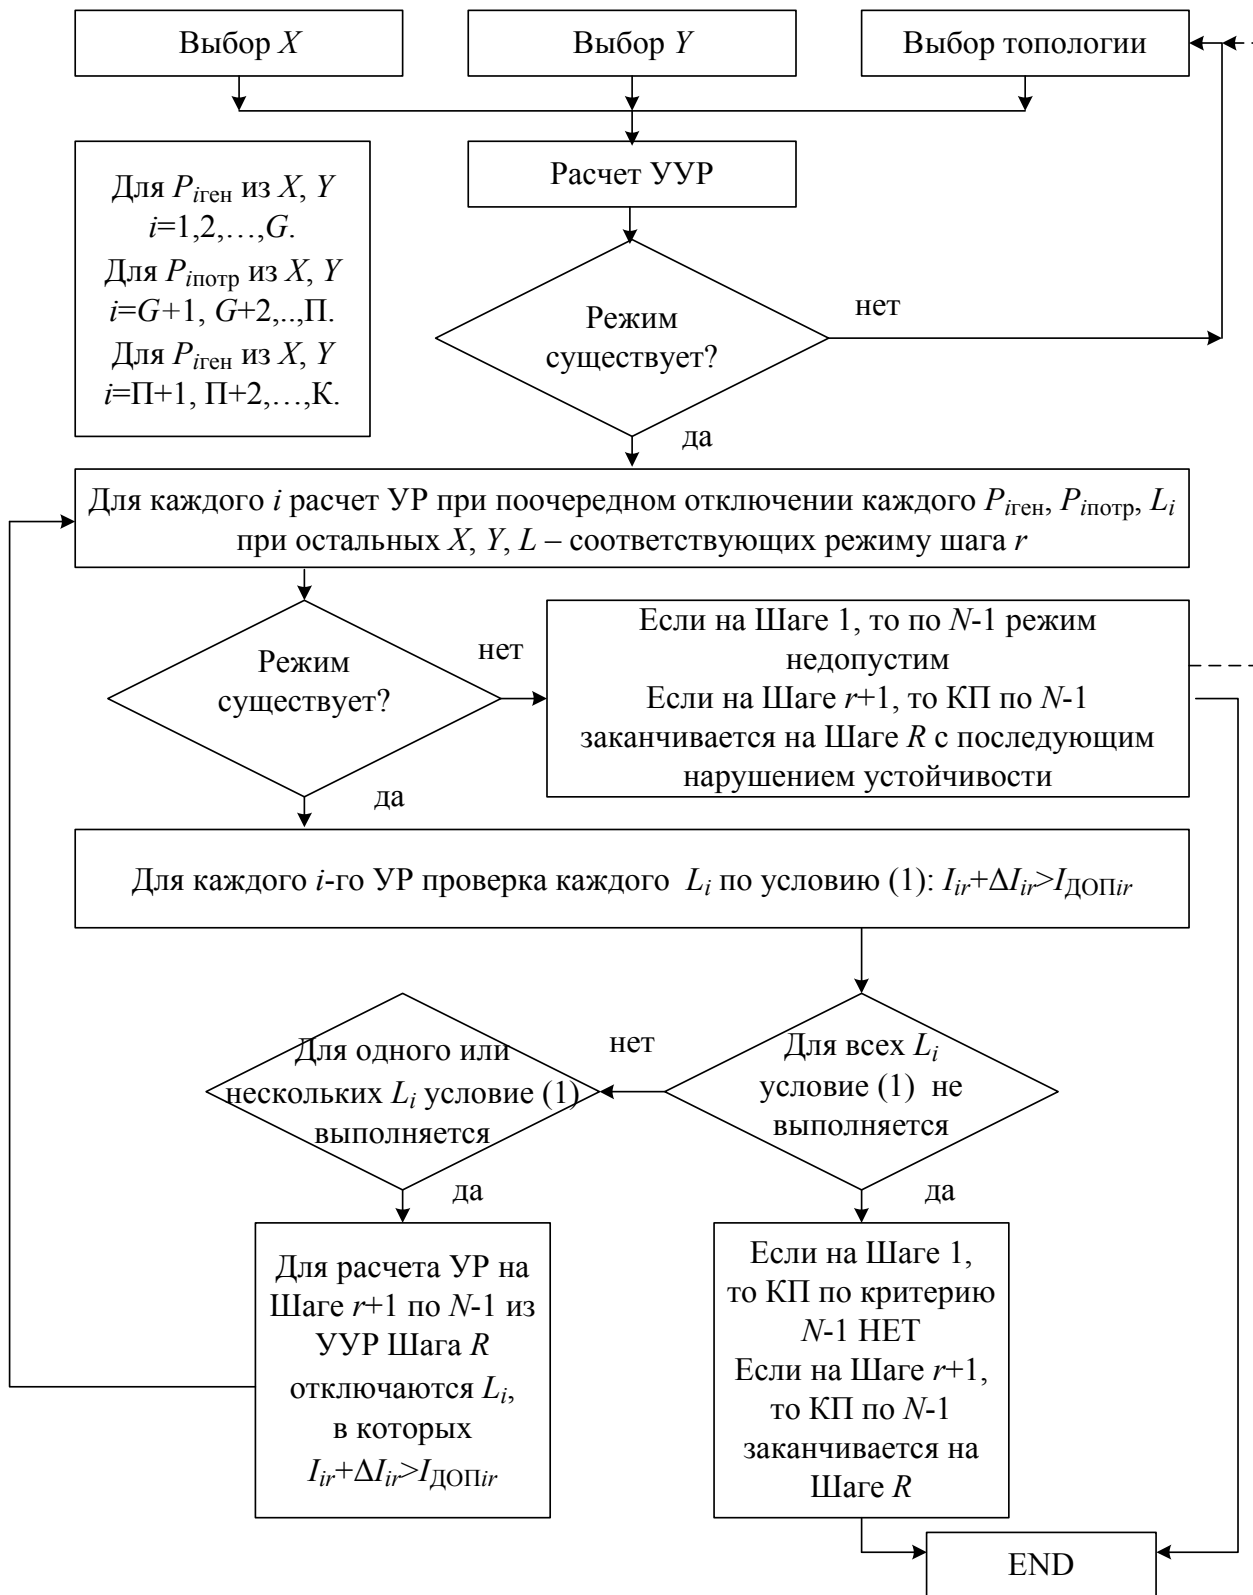 Выбор X
Выбор Y
Выбор топологии
Расчет УУР
Для Piген из X, Y
i=1,2,…,G.
Для Piпотр из X, Y
i=G+1, G+2,..,П.
Для Piген из X, Y
i=П+1, П+2,…,К.
Режим
существует?
нет
да
Для каждого i расчет УР при поочередном отключении каждого Piген, Piпотр, Li
при остальных X, Y, L – соответствующих режиму шага r
Режим
существует?
нет
да
Если на Шаге 1, то по N-1 режим
недопустим
Если на Шаге r+1, то КП по N-1
заканчивается на Шаге R с последующим
нарушением устойчивости
Для каждого i-го УР проверка каждого Li по условию (1): Iir+ΔIir>IДОПir
Для одного или
нескольких Li условие (1)
выполняется
нет
Для всех Li
условие (1) не
выполняется
да
да
Для расчета УР на
Шаге r+1 по N-1 из
УУР Шага R
отключаются Li,
в которых
Iir+ΔIir>IДОПir
Если на Шаге 1,
то КП по критерию
N-1 НЕТ
Если на Шаге r+1,
то КП по N-1
заканчивается на
Шаге R
END